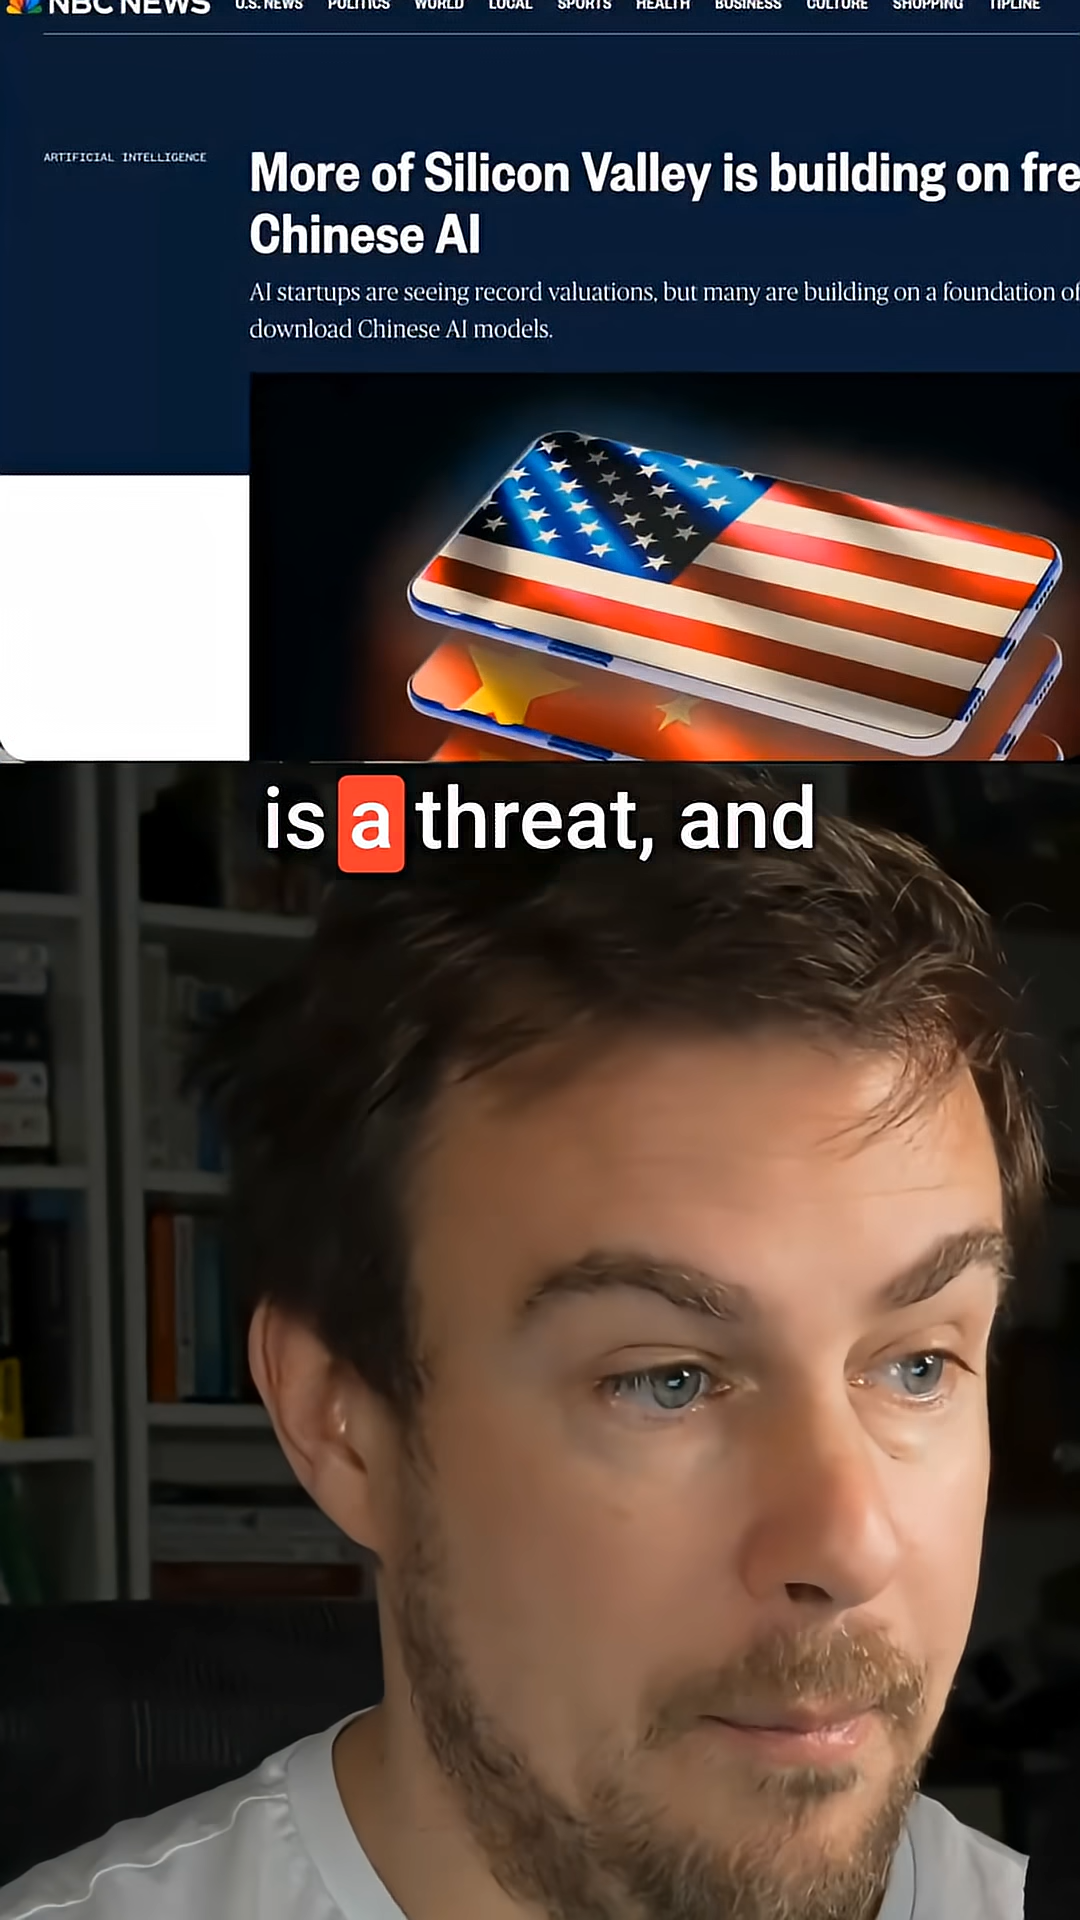 NBC NEWS
U.S. NEWS POLITICS WORLD LOCAL SPORTS HEALTH BUSINESS CULTURE SHOPPING TIPLINE
ARTIFICIAL INTELLIGENCE
More of Silicon Valley is building on fre
Chinese AI
AI startups are seeing record valuations, but many are building on a foundation of
download Chinese AI models.
is a threat, and